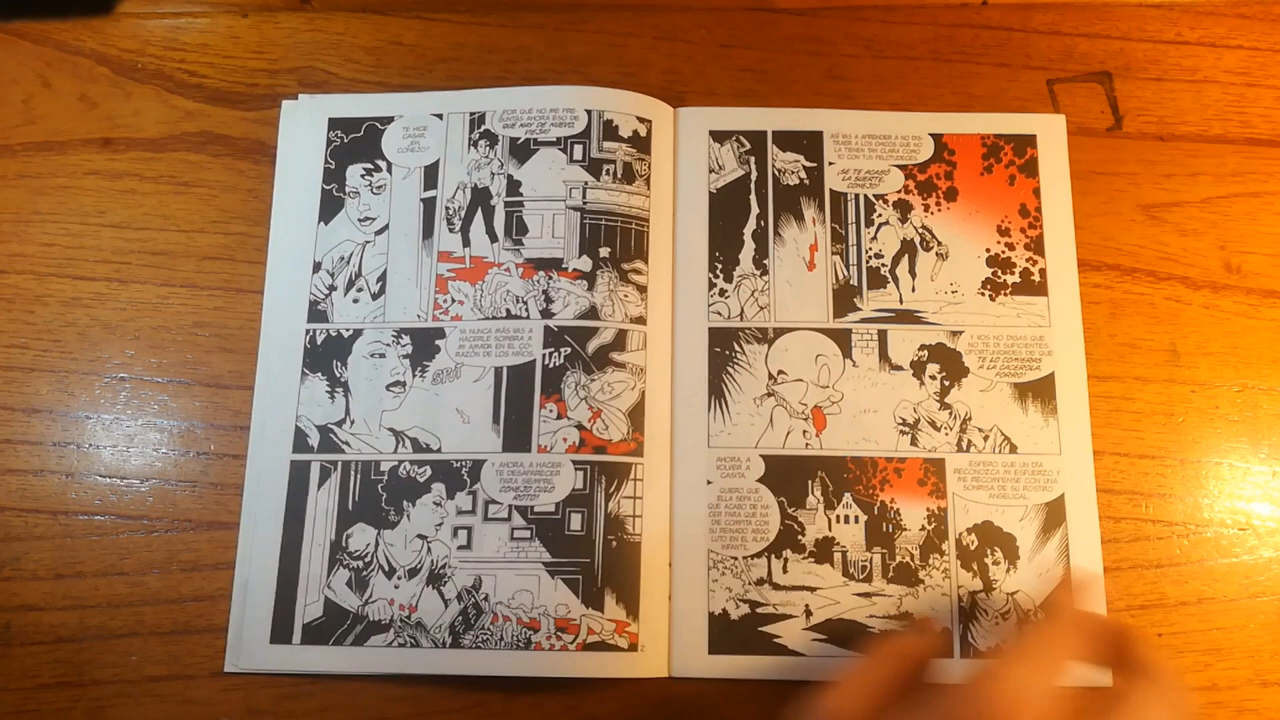 TE HICE
CASAR,
¿EH,
CONEJO?
¿POR QUÉ NO ME PRE-
GUNTÁS AHORA ESO DE
QUÉ HAY DE NUEVO,
VIEJA?
WB
YA NUNCA MÁS VAS A
HACERLE SOMBRA A
MI AMADA EN EL CO-
RAZÓN DE LOS NIÑOS.
TAP
Y AHORA, A HACER-
TE DESAPARECER
PARA SIEMPRE,
¡CONEJO CULO
ROTO!
2
ASÍ VAS A APRENDER A NO DIS-
TRAER A LOS CHICOS QUE NO
LA TIENEN TAN CLARA COMO
YO CON TUS PELOTUDECES.
¡SE TE ACABÓ
LA SUERTE,
CONEJO!
Y VOS NO DIGAS QUE
NO TE DI SUFICIENTES
OPORTUNIDADES DE QUE
TE LO COMIERAS
A LA CACEROLA,
FORRO!
AHORA, A
VOLVER A
CASITA.
QUIERO QUE
ELLA SEPA LO
QUE ACABO DE HA-
CER PARA QUE NA-
DIE COMPITA CON
SU REINADO ABSO-
LUTO EN EL ALMA
INFANTIL.
WB
ESPERO QUE UN DÍA
RECONOZCA MI ESFUERZO Y
ME RECOMPENSE CON UNA
SONRISA DE SU ROSTRO
ANGELICAL.